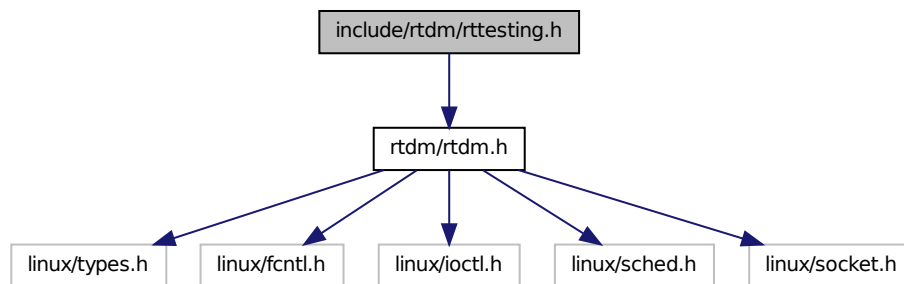 include/rtdm/rttesting.h
rtdm/rtdm.h
linux/types.h
linux/fcntl.h
linux/ioctl.h
linux/sched.h
linux/socket.h